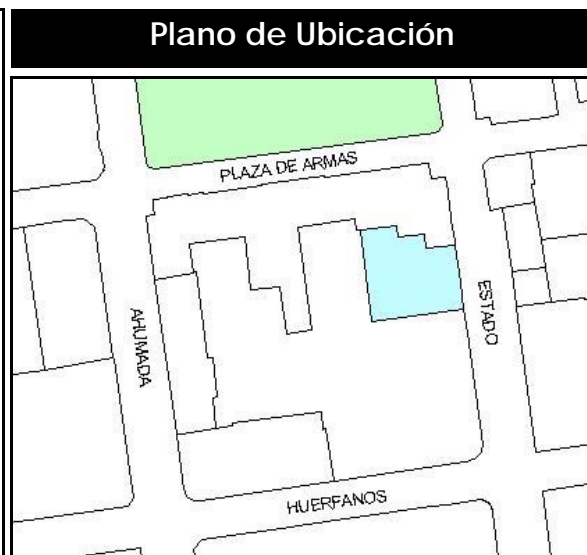 Plano de Ubicación
PLAZA DE ARMAS
AHUMADA
ESTADO
HUERFANOS